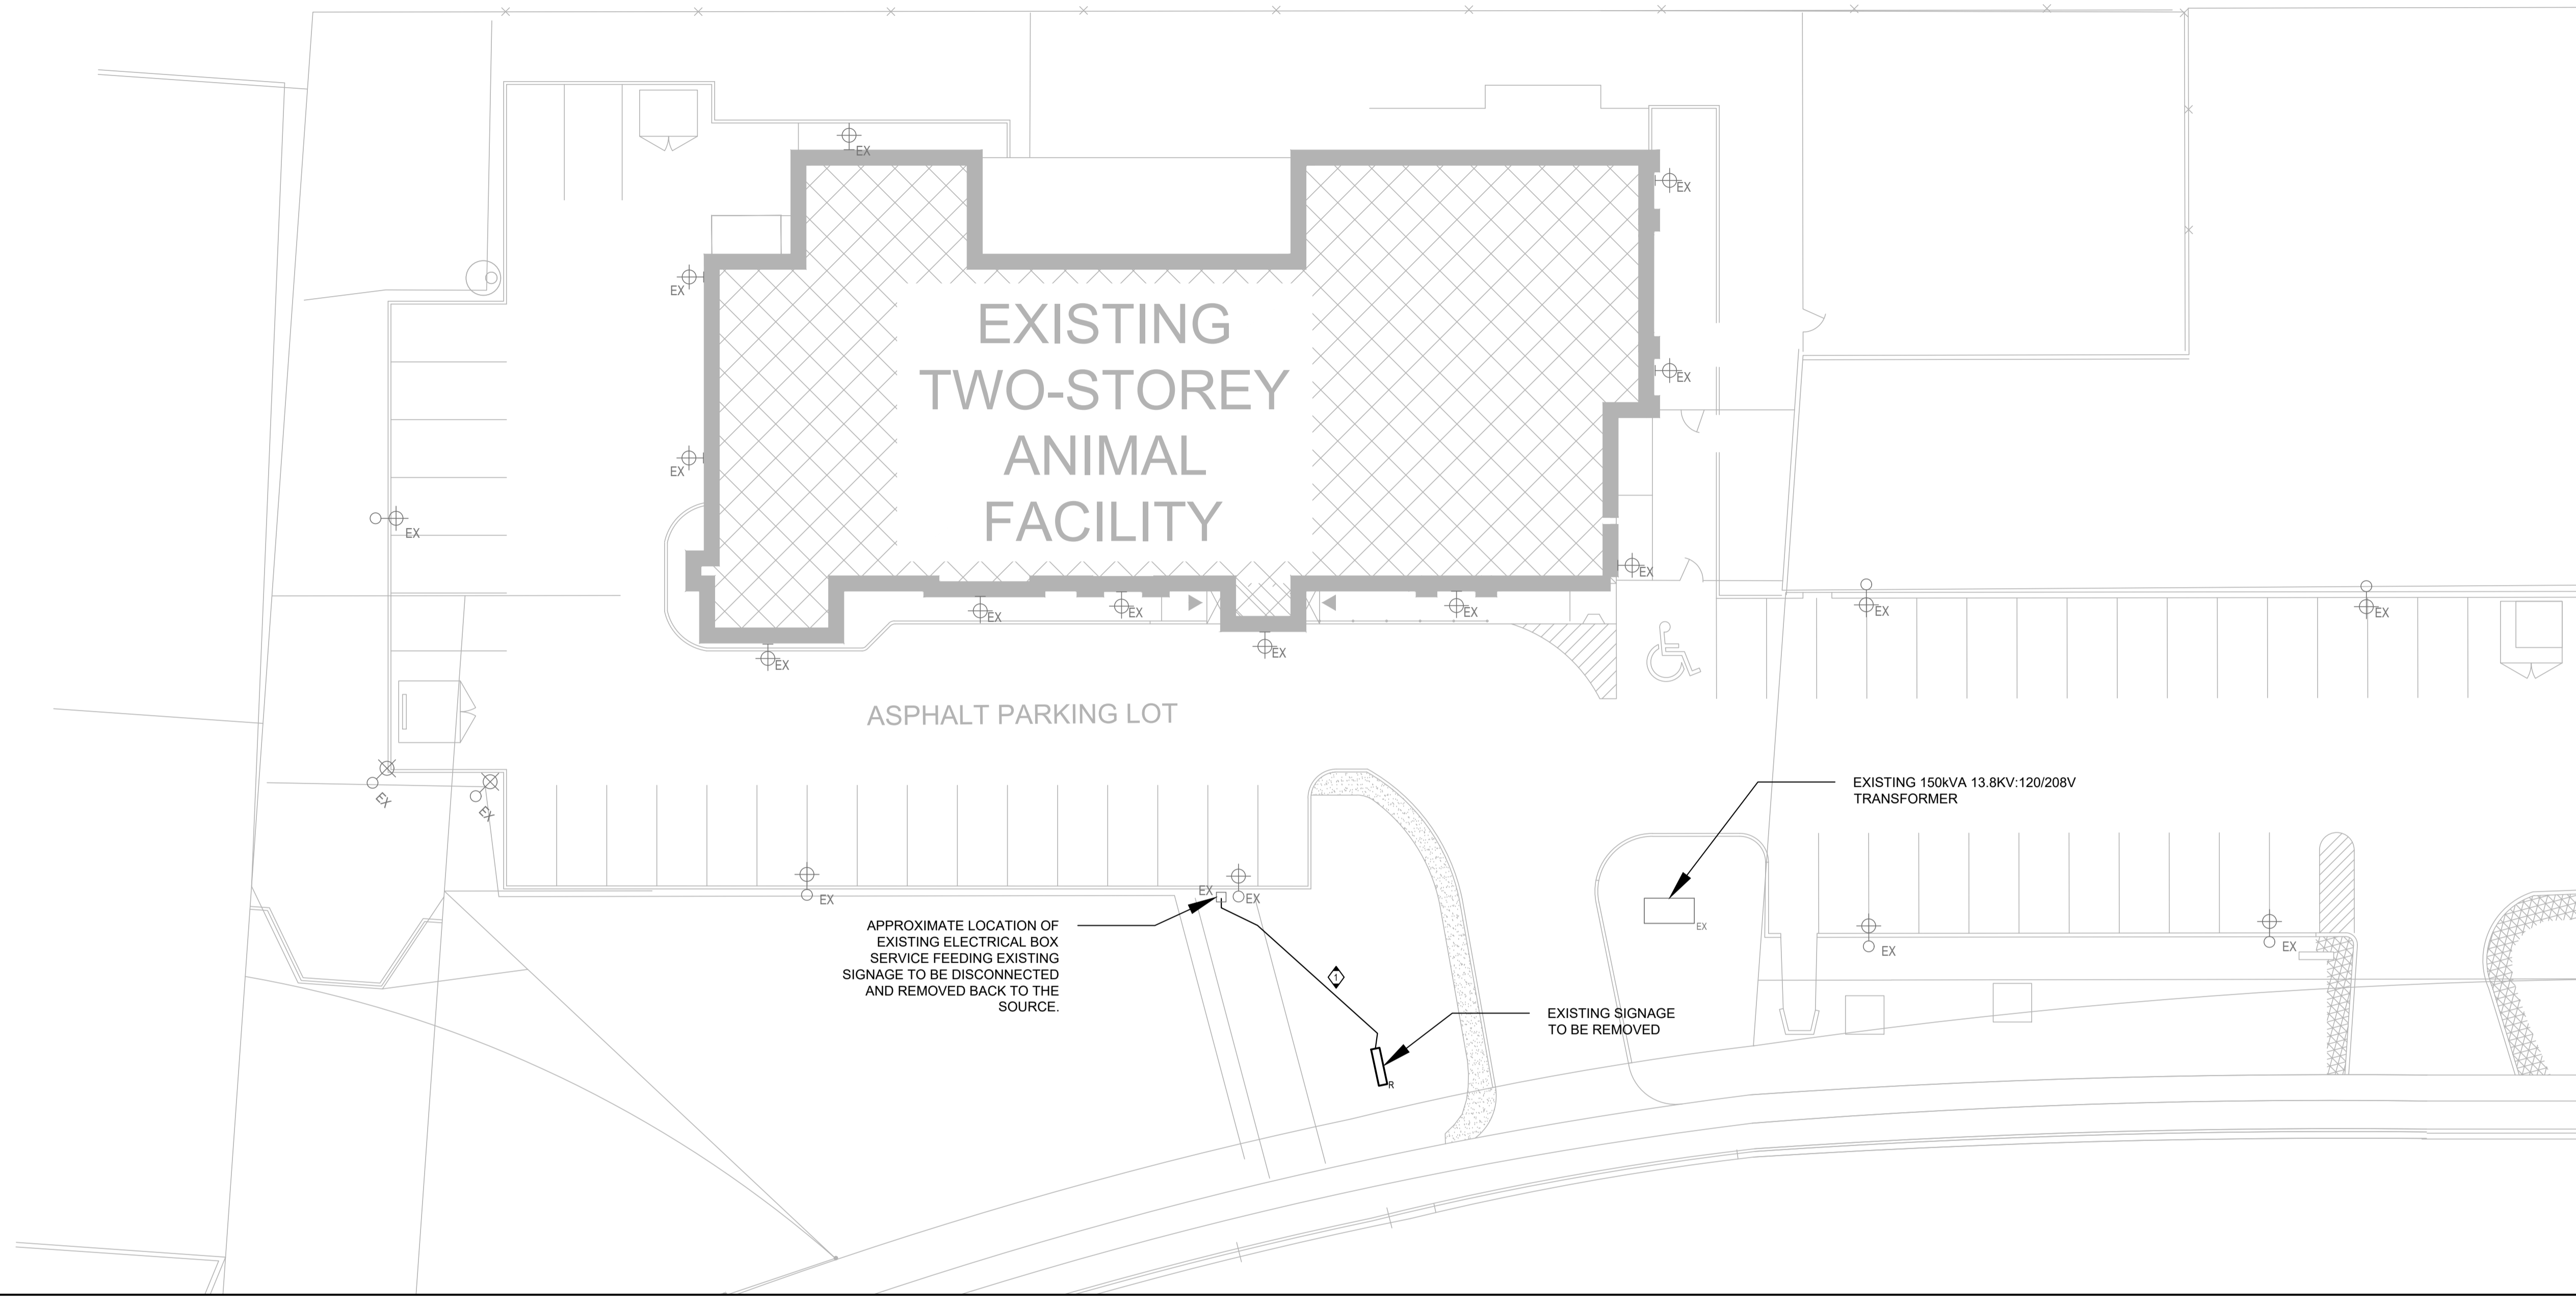 EX
EX
EX
EX
EX
EX
EX
EXISTING
TWO-STOREY
ANIMAL
FACILITY
EX
EX
EX
EX
EX
EX
EX
EX
ASPHALT PARKING LOT
EX
EX
EXISTING 150kVA 13.8KV:120/208V
TRANSFORMER
EX
EX
EX
EX
EX
EX
APPROXIMATE LOCATION OF
EXISTING ELECTRICAL BOX
SERVICE FEEDING EXISTING
SIGNAGE TO BE DISCONNECTED
AND REMOVED BACK TO THE
SOURCE.
1
EXISTING SIGNAGE
TO BE REMOVED
R